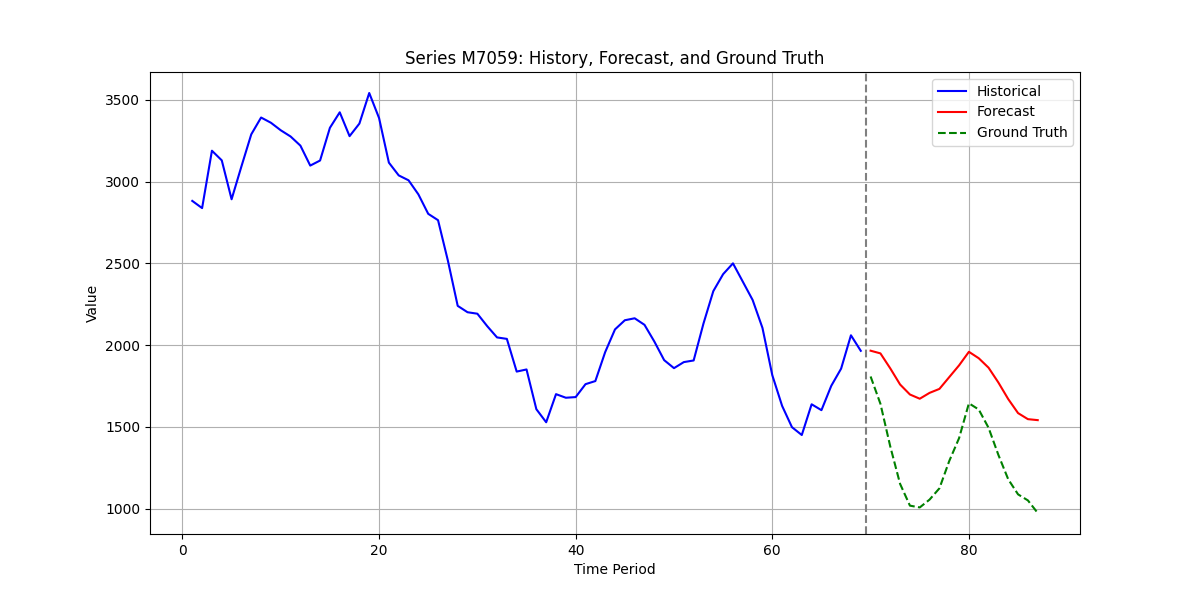 Series M7059: History, Forecast, and Ground Truth
Historical
Forecast
Ground Truth
Value
3500
3000
2500
2000
1500
1000
0
20
40
60
80
Time Period